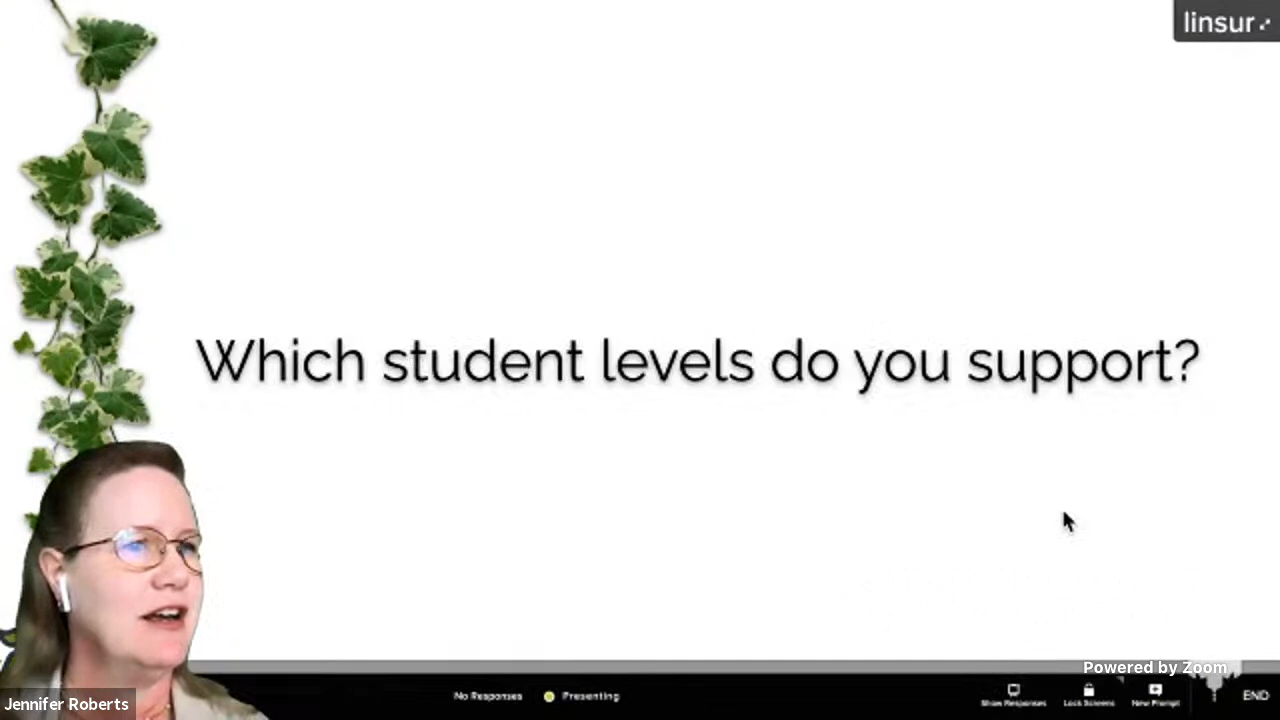 linsur
Which student levels do you support?
Powered by Zoom
Jennifer Roberts
No Responses
Presenting
Show Responses
Lock Screens
New Prompt
END